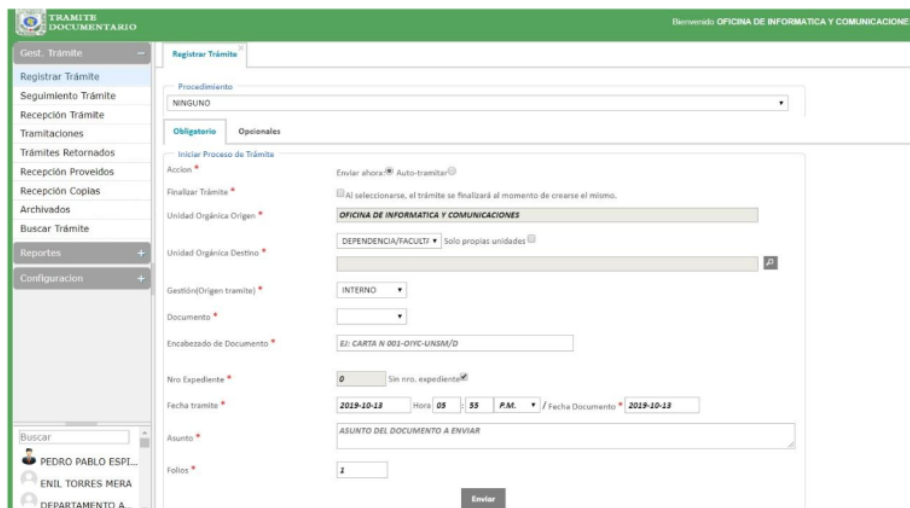 TRAMITE
DOCUMENTARIO
Bienvenido OFICINA DE INFORMATICA Y COMUNICACIONE
Gest. Trámite
Registrar Trámite
Seguimiento Trámite
Recepción Trámite
Tramitaciones
Trámites Retornados
Recepción Proveidos
Recepción Copias
Archivados
Buscar Trámite
Reportes
Configuracion
Buscar
PEDRO PABLO ESPI...
ENIL TORRES MERA
DEPARTAMENTO A...
Registrar Trámite
Procedimiento
NINGUNO
Obligatorio Opcionales
Iniciar Proceso de Trámite
Accion * Enviar ahora: Auto-tramitar
Finalizar Trámite * Al seleccionarse, el trámite se finalizará al momento de crearse el mismo.
Unidad Orgánica Origen * OFICINA DE INFORMATICA Y COMUNICACIONES
Unidad Orgánica Destino * DEPENDENCIA/FACULTA Solo propias unidades
Gestión(Origen tramite) * INTERNO
Documento *
Encabezado de Documento * EJ: CARTA N 001-OIYC-UNSM/D
Nro Expediente * 0 Sin nro. expediente
Fecha tramite * 2019-10-13 Hora 05 : 55 P.M. / Fecha Documento * 2019-10-13
Asunto * ASUNTO DEL DOCUMENTO A ENVIAR
Folios * 1
Enviar